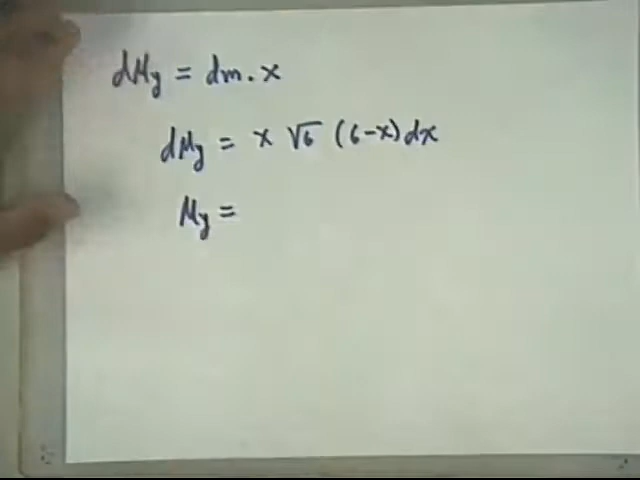 dMy = dm . x
dMy = x √6 (6-x)dx
My =